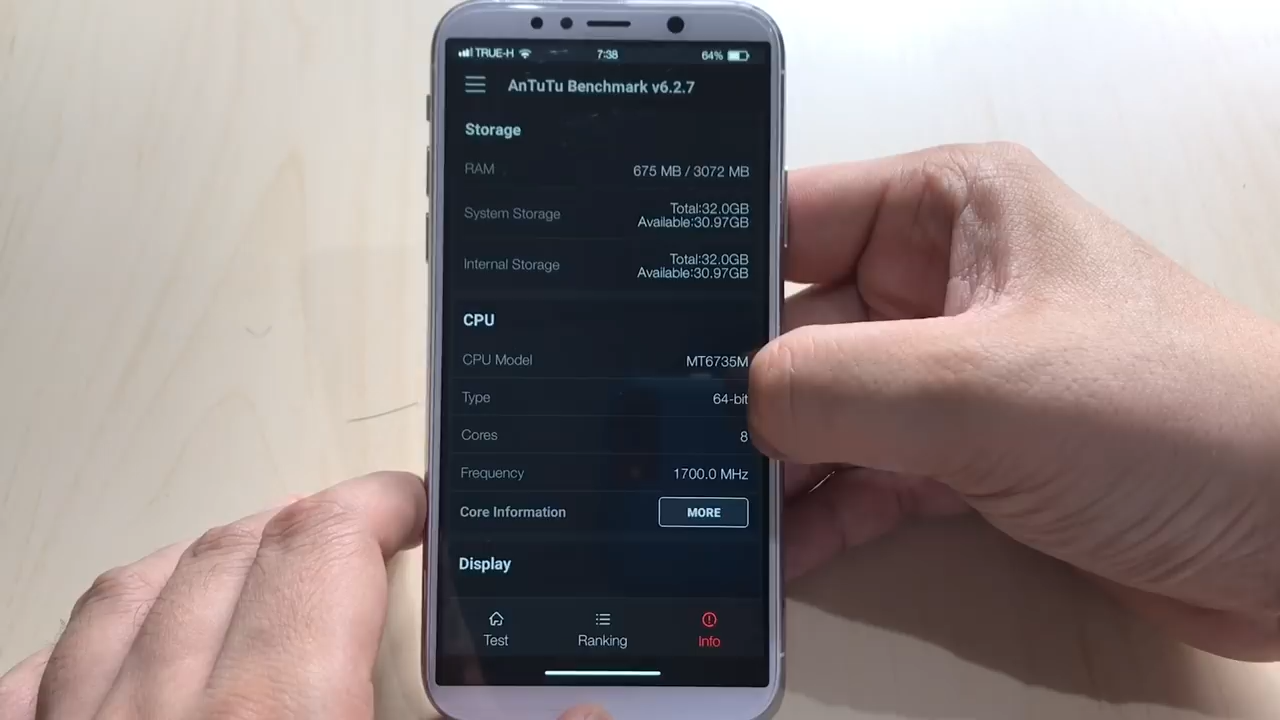 TRUE-H 7:38 64%
AnTuTu Benchmark v6.2.7
Storage
RAM 675 MB / 3072 MB
System Storage Total:32.0GB
Available:30.97GB
Internal Storage Total:32.0GB
Available:30.97GB
CPU
CPU Model MT6735M
Type 64-bit
Cores 8
Frequency 1700.0 MHz
Core Information MORE
Display
Test Ranking Info